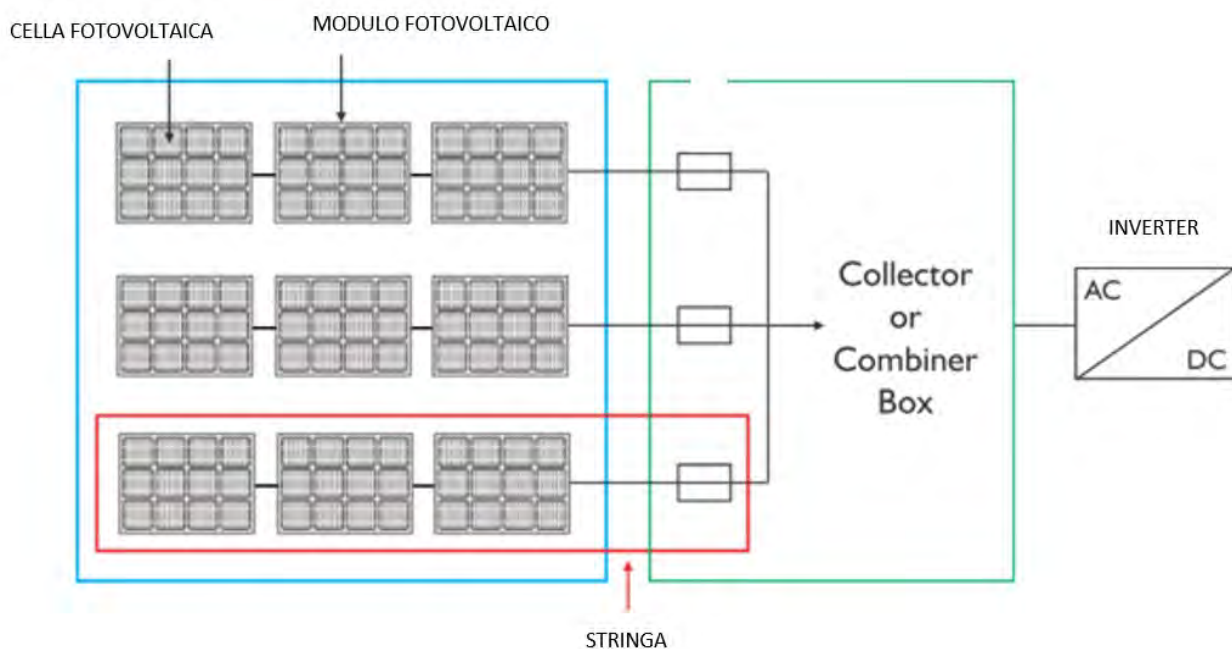 CELLA FOTOVOLTAICA
MODULO FOTOVOLTAICO
INVERTER
AC
DC
Collector
or
Combiner
Box
STRINGA